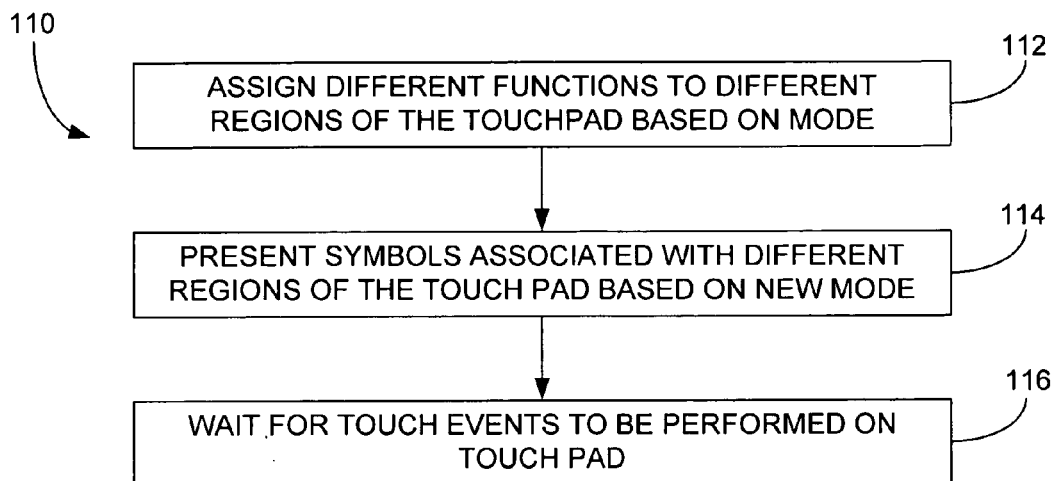 110
112
ASSIGN DIFFERENT FUNCTIONS TO DIFFERENT
REGIONS OF THE TOUCHPAD BASED ON MODE
114
PRESENT SYMBOLS ASSOCIATED WITH DIFFERENT
REGIONS OF THE TOUCH PAD BASED ON NEW MODE
116
WAIT FOR TOUCH EVENTS TO BE PERFORMED ON
TOUCH PAD